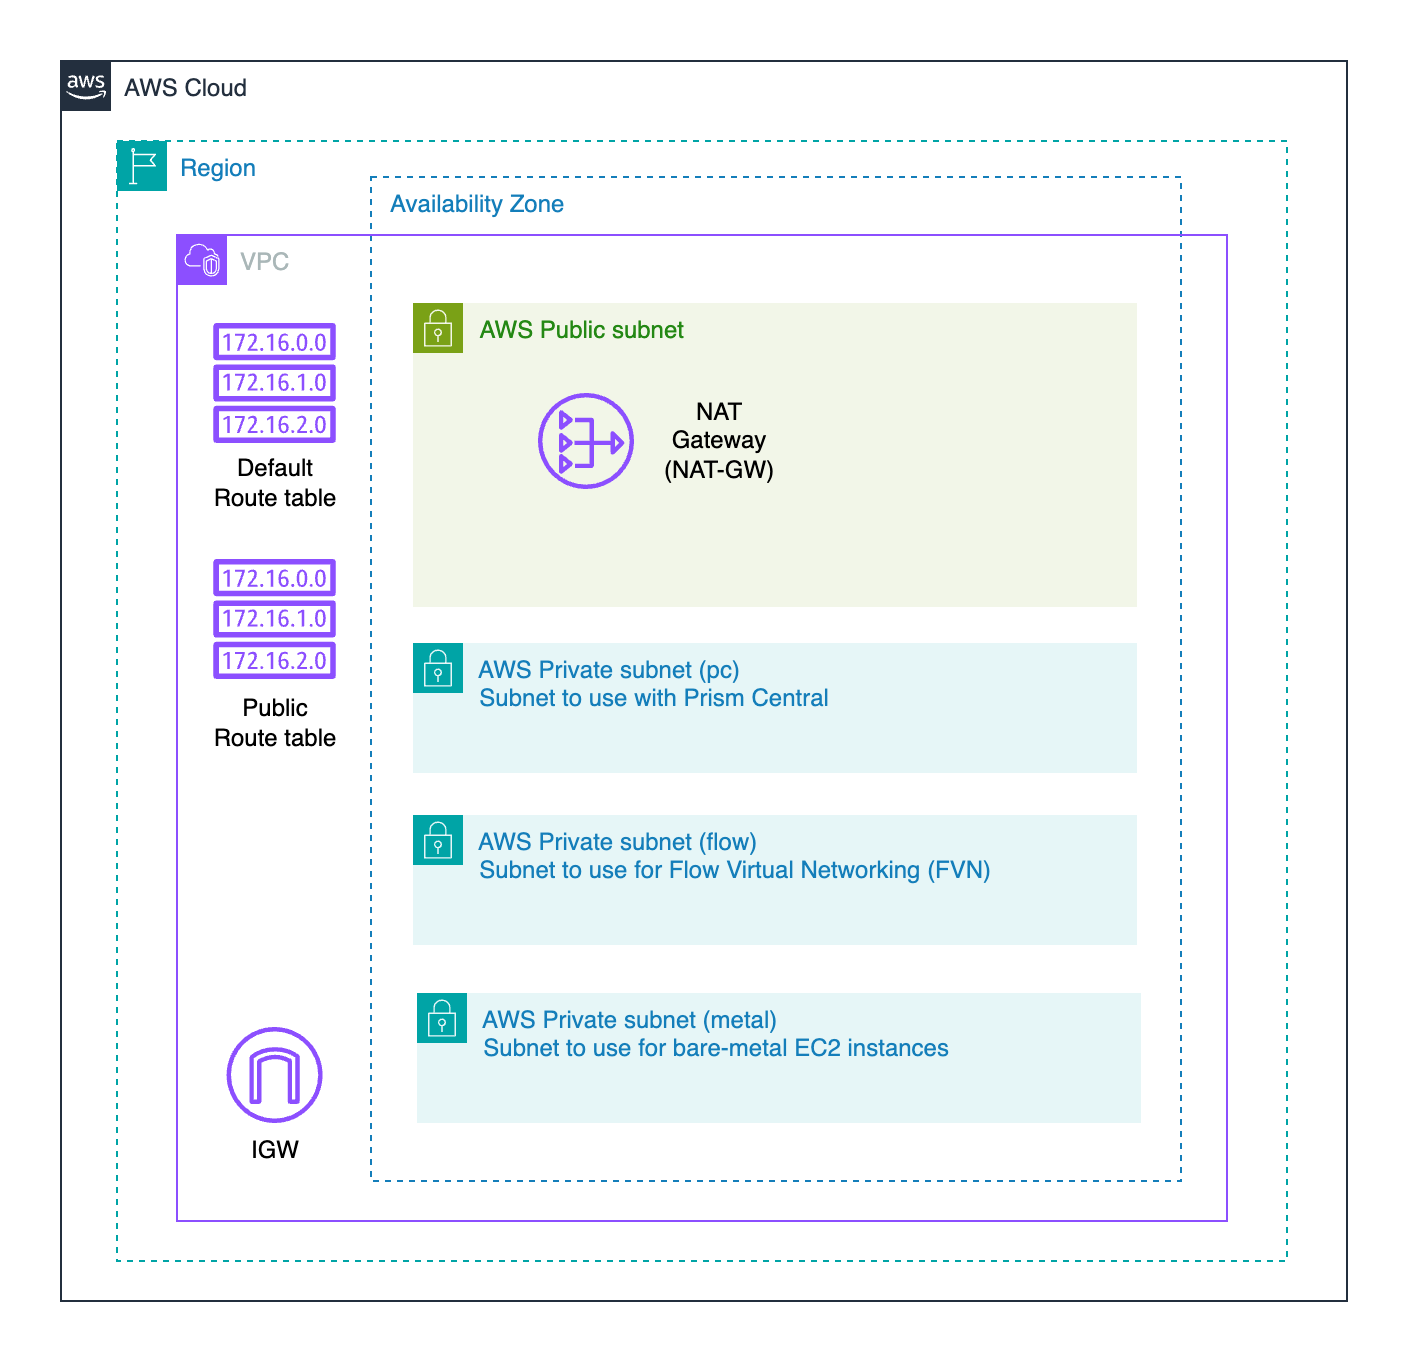 aws
AWS Cloud
Region
Availability Zone
VPC
172.16.0.0
172.16.1.0
172.16.2.0
Default
Route table
172.16.0.0
172.16.1.0
172.16.2.0
Public
Route table
IGW
AWS Public subnet
NAT
Gateway
(NAT-GW)
AWS Private subnet (pc)
Subnet to use with Prism Central
AWS Private subnet (flow)
Subnet to use for Flow Virtual Networking (FVN)
AWS Private subnet (metal)
Subnet to use for bare-metal EC2 instances